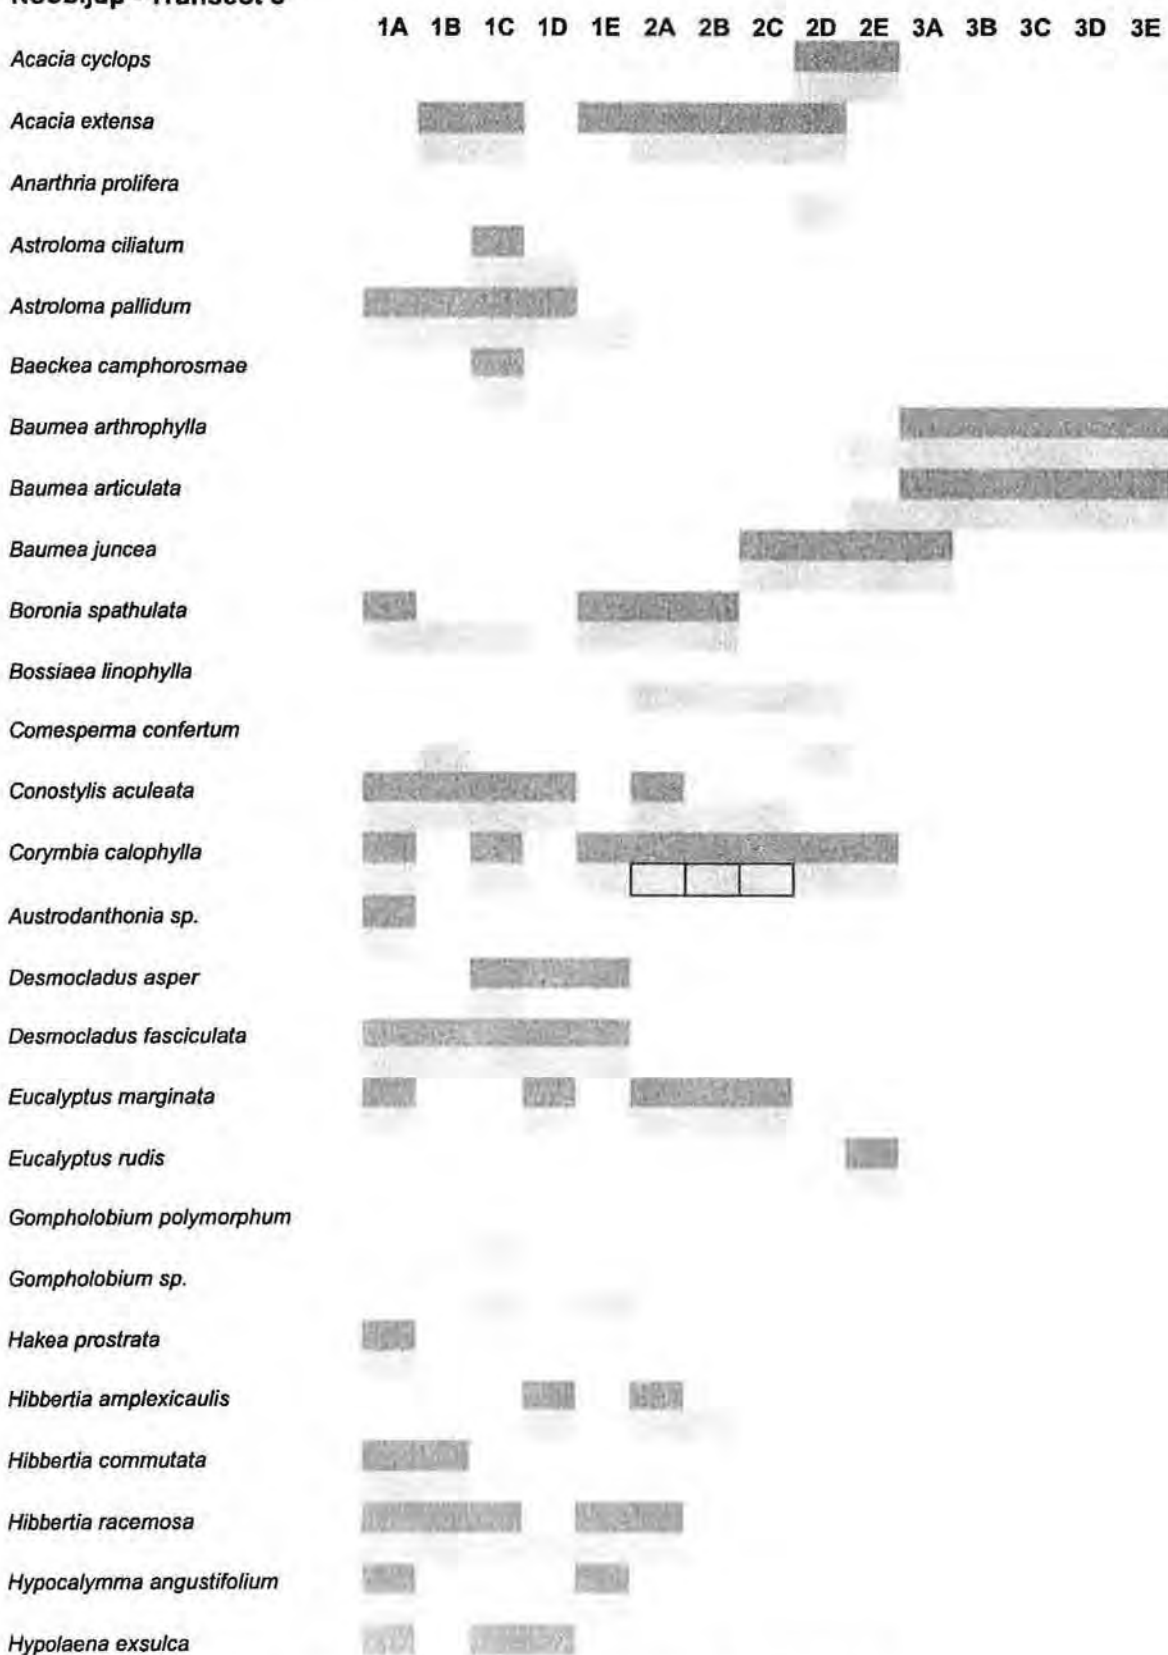 1A 1B 1C 1D 1E 2A 2B 2C 2D 2E 3A 3B 3C 3D 3E
Acacia cyclops
Acacia extensa
Anarthria prolifera
Astroloma ciliatum
Astroloma pallidum
Baeckea camphorosmae
Baumea arthrophylla
Baumea articulata
Baumea juncea
Boronia spathulata
Bossiaea linophylla
Comesperma confertum
Conostylis aculeata
Corymbia calophylla
Austrodanthonia sp.
Desmocladus asper
Desmocladus fasciculata
Eucalyptus marginata
Eucalyptus rudis
Gompholobium polymorphum
Gompholobium sp.
Hakea prostrata
Hibbertia amplexicaulis
Hibbertia commutata
Hibbertia racemosa
Hypocalymma angustifolium
Hypolaena exsulca